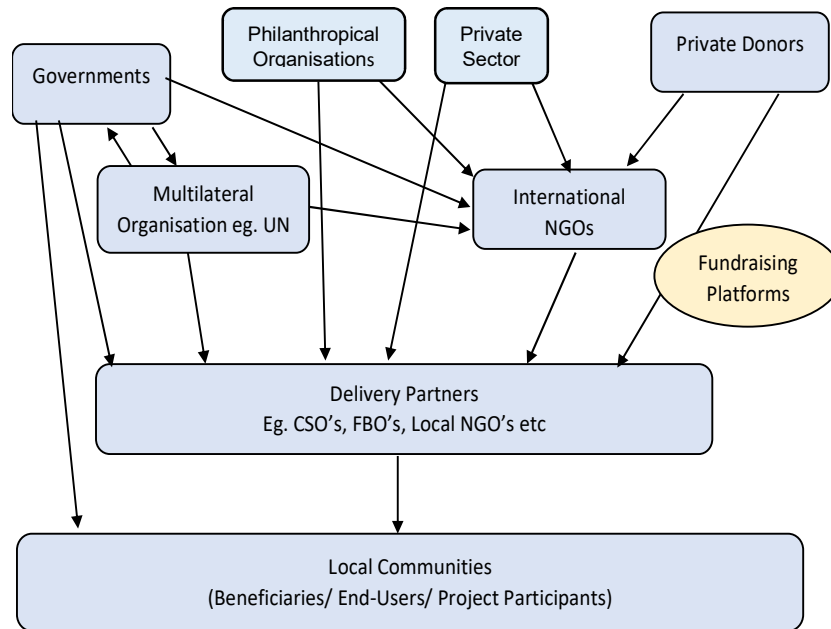 Philanthropical
Organisations
Private
Sector
Private Donors
Governments
Multilateral
Organisation eg. UN
International
NGOs
Fundraising
Platforms
Delivery Partners
Eg. CSO's, FBO's, Local NGO's etc
Local Communities
(Beneficiaries/ End-Users/ Project Participants)